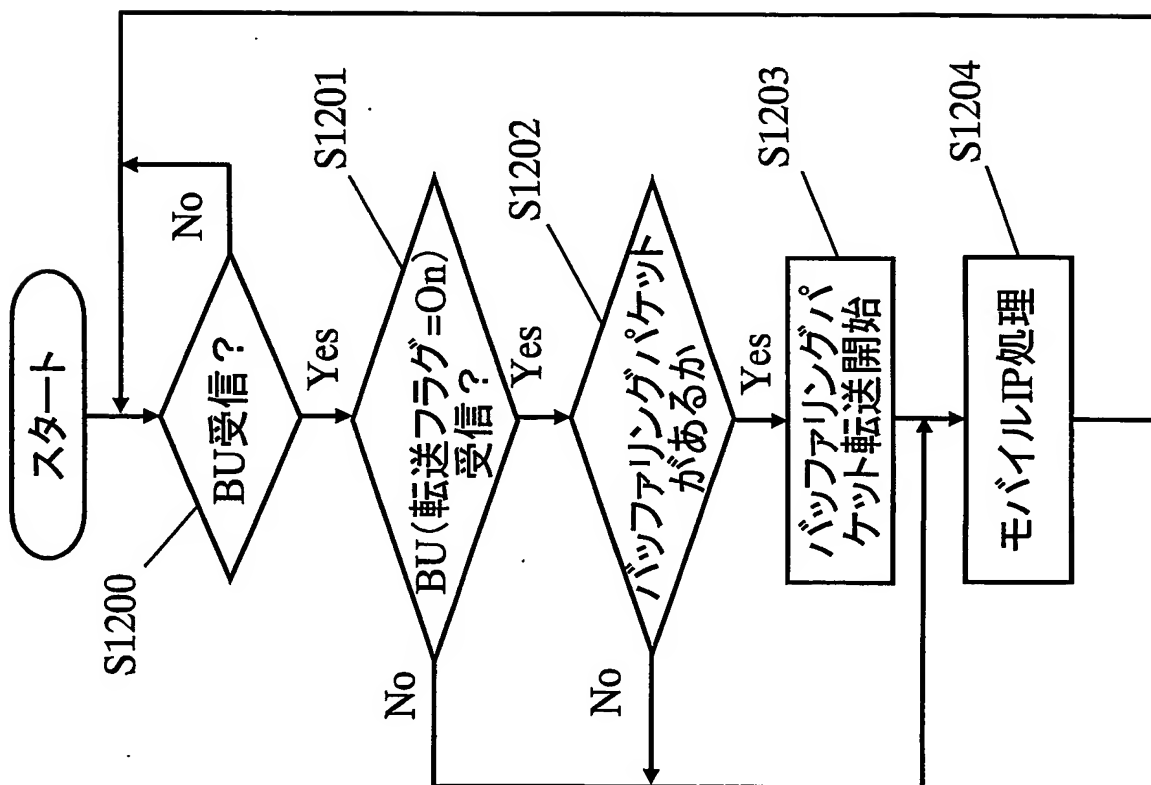 スタート
S1200
BU受信？
No
Yes
S1201
BU（転送フラグ=On）
受信？
No
Yes
S1202
バッファリングパケット
があるか
No
Yes
S1203
バッファリングパ
ケット転送開始
S1204
モバイルIP処理